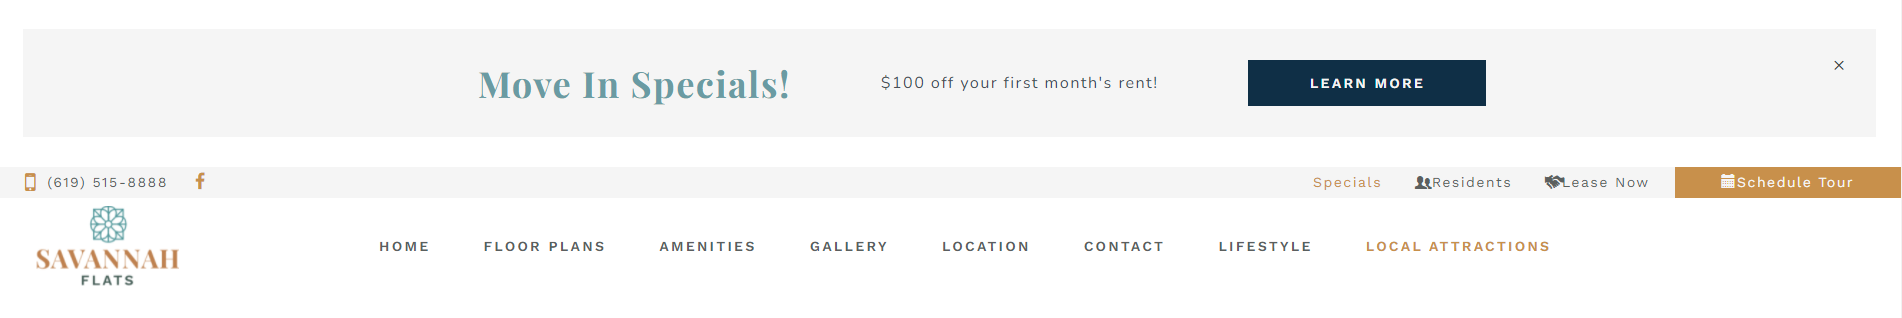 Move In Specials!
$100 off your first month's rent!
LEARN MORE
(619) 515-8888
Specials
Residents
Lease Now
Schedule Tour
SAVANNAH
FLATS
HOME
FLOOR PLANS
AMENITIES
GALLERY
LOCATION
CONTACT
LIFESTYLE
LOCAL ATTRACTIONS